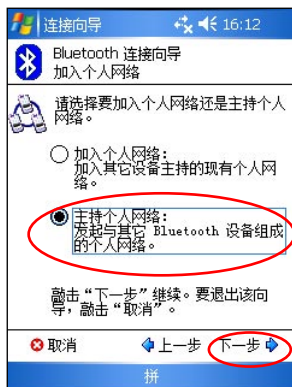 连接向导 16:12
Bluetooth 连接向导
加入个人网络
请选择要加入个人网络还是主持个人
网络。
加入个人网络:
加入其它设备主持的现有个人网
络。
主持个人网络:
发起与其它 Bluetooth 设备组成
的个人网络。
敲击“下一步”继续。要退出该向
导，敲击“取消”。
取消 上一步 下一步
拼